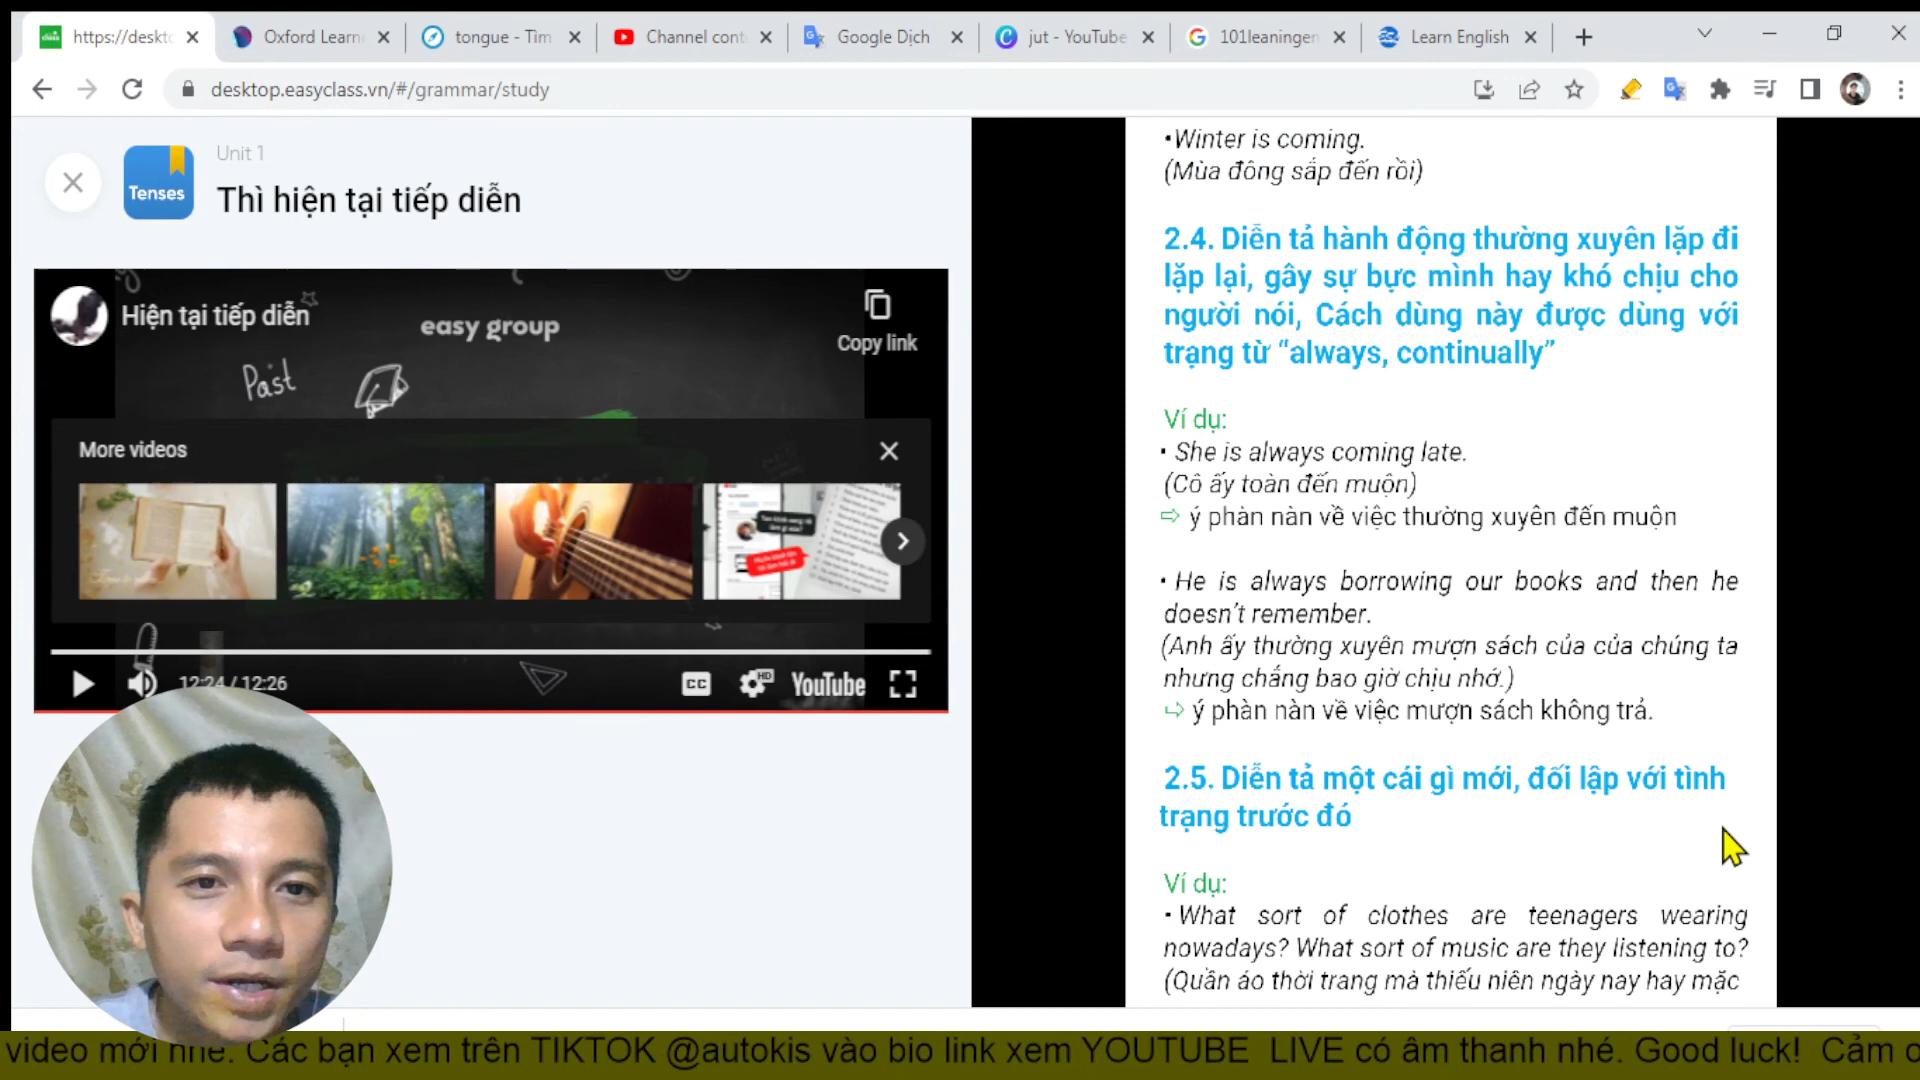 https://deskto
Oxford Learn
tongue - Tìm
Channel cont
Google Dịch
jut - YouTube
101leaningen
Learn English
desktop.easyclass.vn/#/grammar/study
Unit 1
Tenses
Thì hiện tại tiếp diễn
Hiện tại tiếp diễn
easy group
Copy link
Past
More videos
12:24 / 12:26
CC
HD
YouTube
•Winter is coming.
(Mùa đông sắp đến rồi)
2.4. Diễn tả hành động thường xuyên lặp đi
lặp lại, gây sự bực mình hay khó chịu cho
người nói, Cách dùng này được dùng với
trạng từ “always, continually”
Ví dụ:
• She is always coming late.
(Cô ấy toàn đến muộn)
⇨ ý phàn nàn về việc thường xuyên đến muộn
• He is always borrowing our books and then he
doesn’t remember.
(Anh ấy thường xuyên mượn sách của của chúng ta
nhưng chẳng bao giờ chịu nhớ.)
⇨ ý phàn nàn về việc mượn sách không trả.
2.5. Diễn tả một cái gì mới, đối lập với tình
trạng trước đó
Ví dụ:
• What sort of clothes are teenagers wearing
nowadays? What sort of music are they listening to?
(Quần áo thời trang mà thiếu niên ngày nay hay mặc
video mới nhé. Các bạn xem trên TIKTOK @autokis vào bio link xem YOUTUBE LIVE có âm thanh nhé. Good luck! Cảm